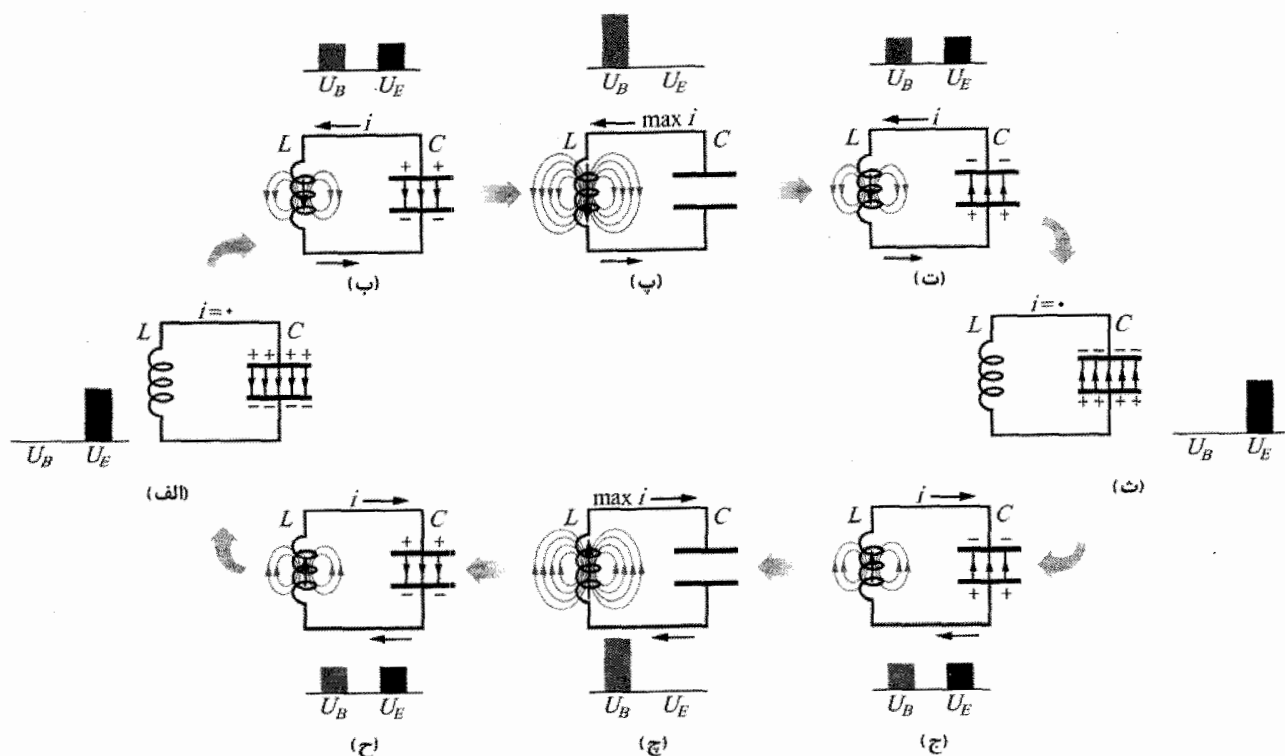 U_B U_E
U_B U_E
U_B U_E
i
max i
i
L C
L C
L C
+ +
- -
- -
+ +
(ب)
(پ)
(ت)
i = ۰
i = ۰
L C
L C
+ + + +
- - - -
- - - -
+ + + +
U_B U_E
U_B U_E
(الف)
(ث)
i
max i
i
L C
L C
L C
+ +
- -
- -
+ +
U_B U_E
U_B U_E
U_B U_E
(ح)
(چ)
(ج)